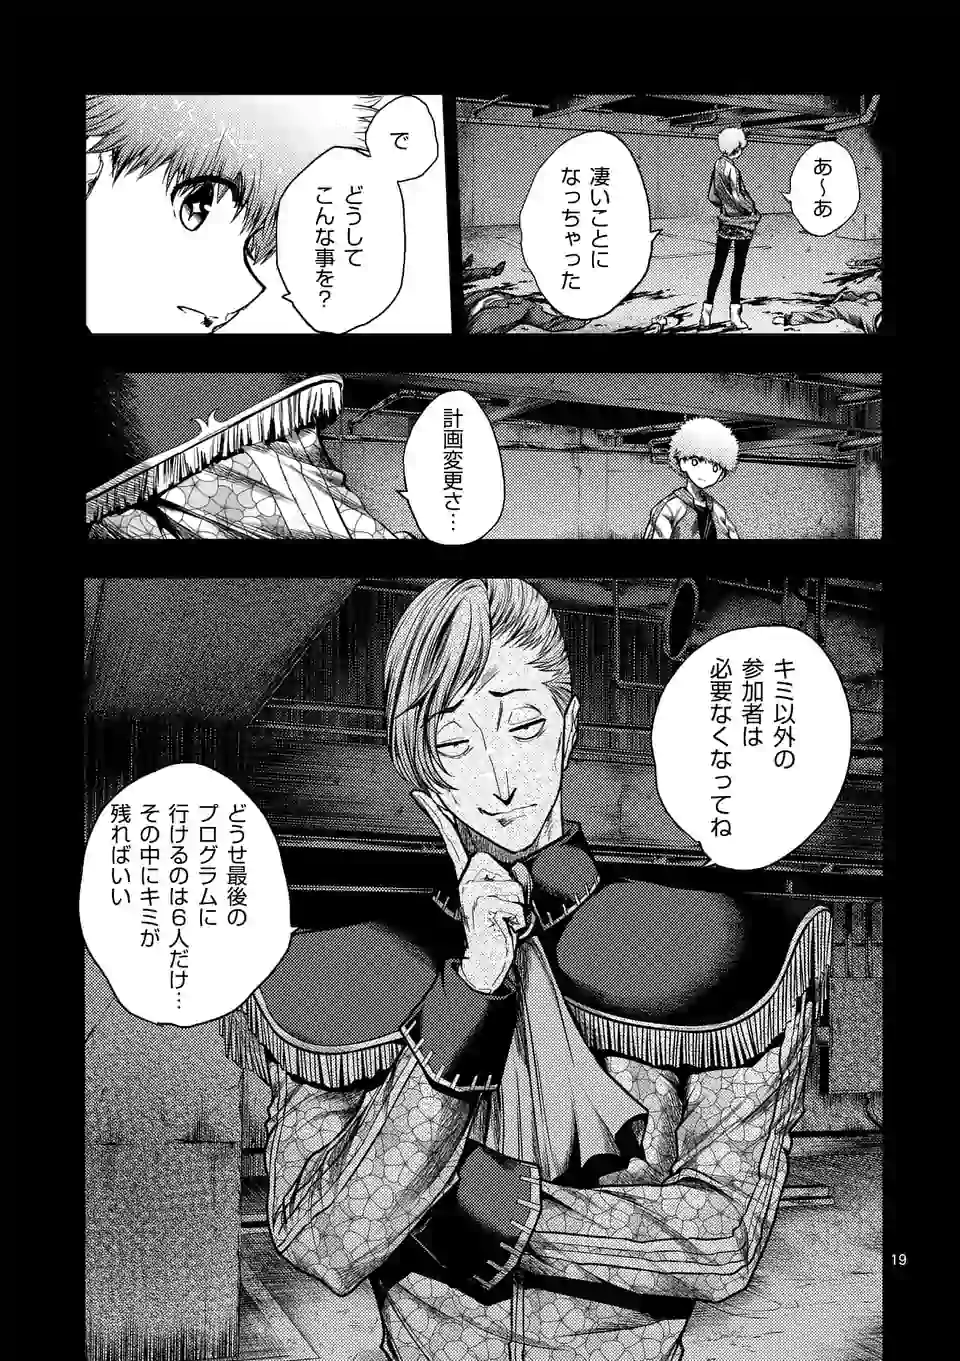 あ〜あ
凄いことに
なっちゃった
で
どうして
こんな事を?
計画変更さ…
キミ以外の
参加者は
必要なくなってね
どうせ最後の
プログラムに
行けるのは6人だけ…
その中にキミが
残ればいい
19